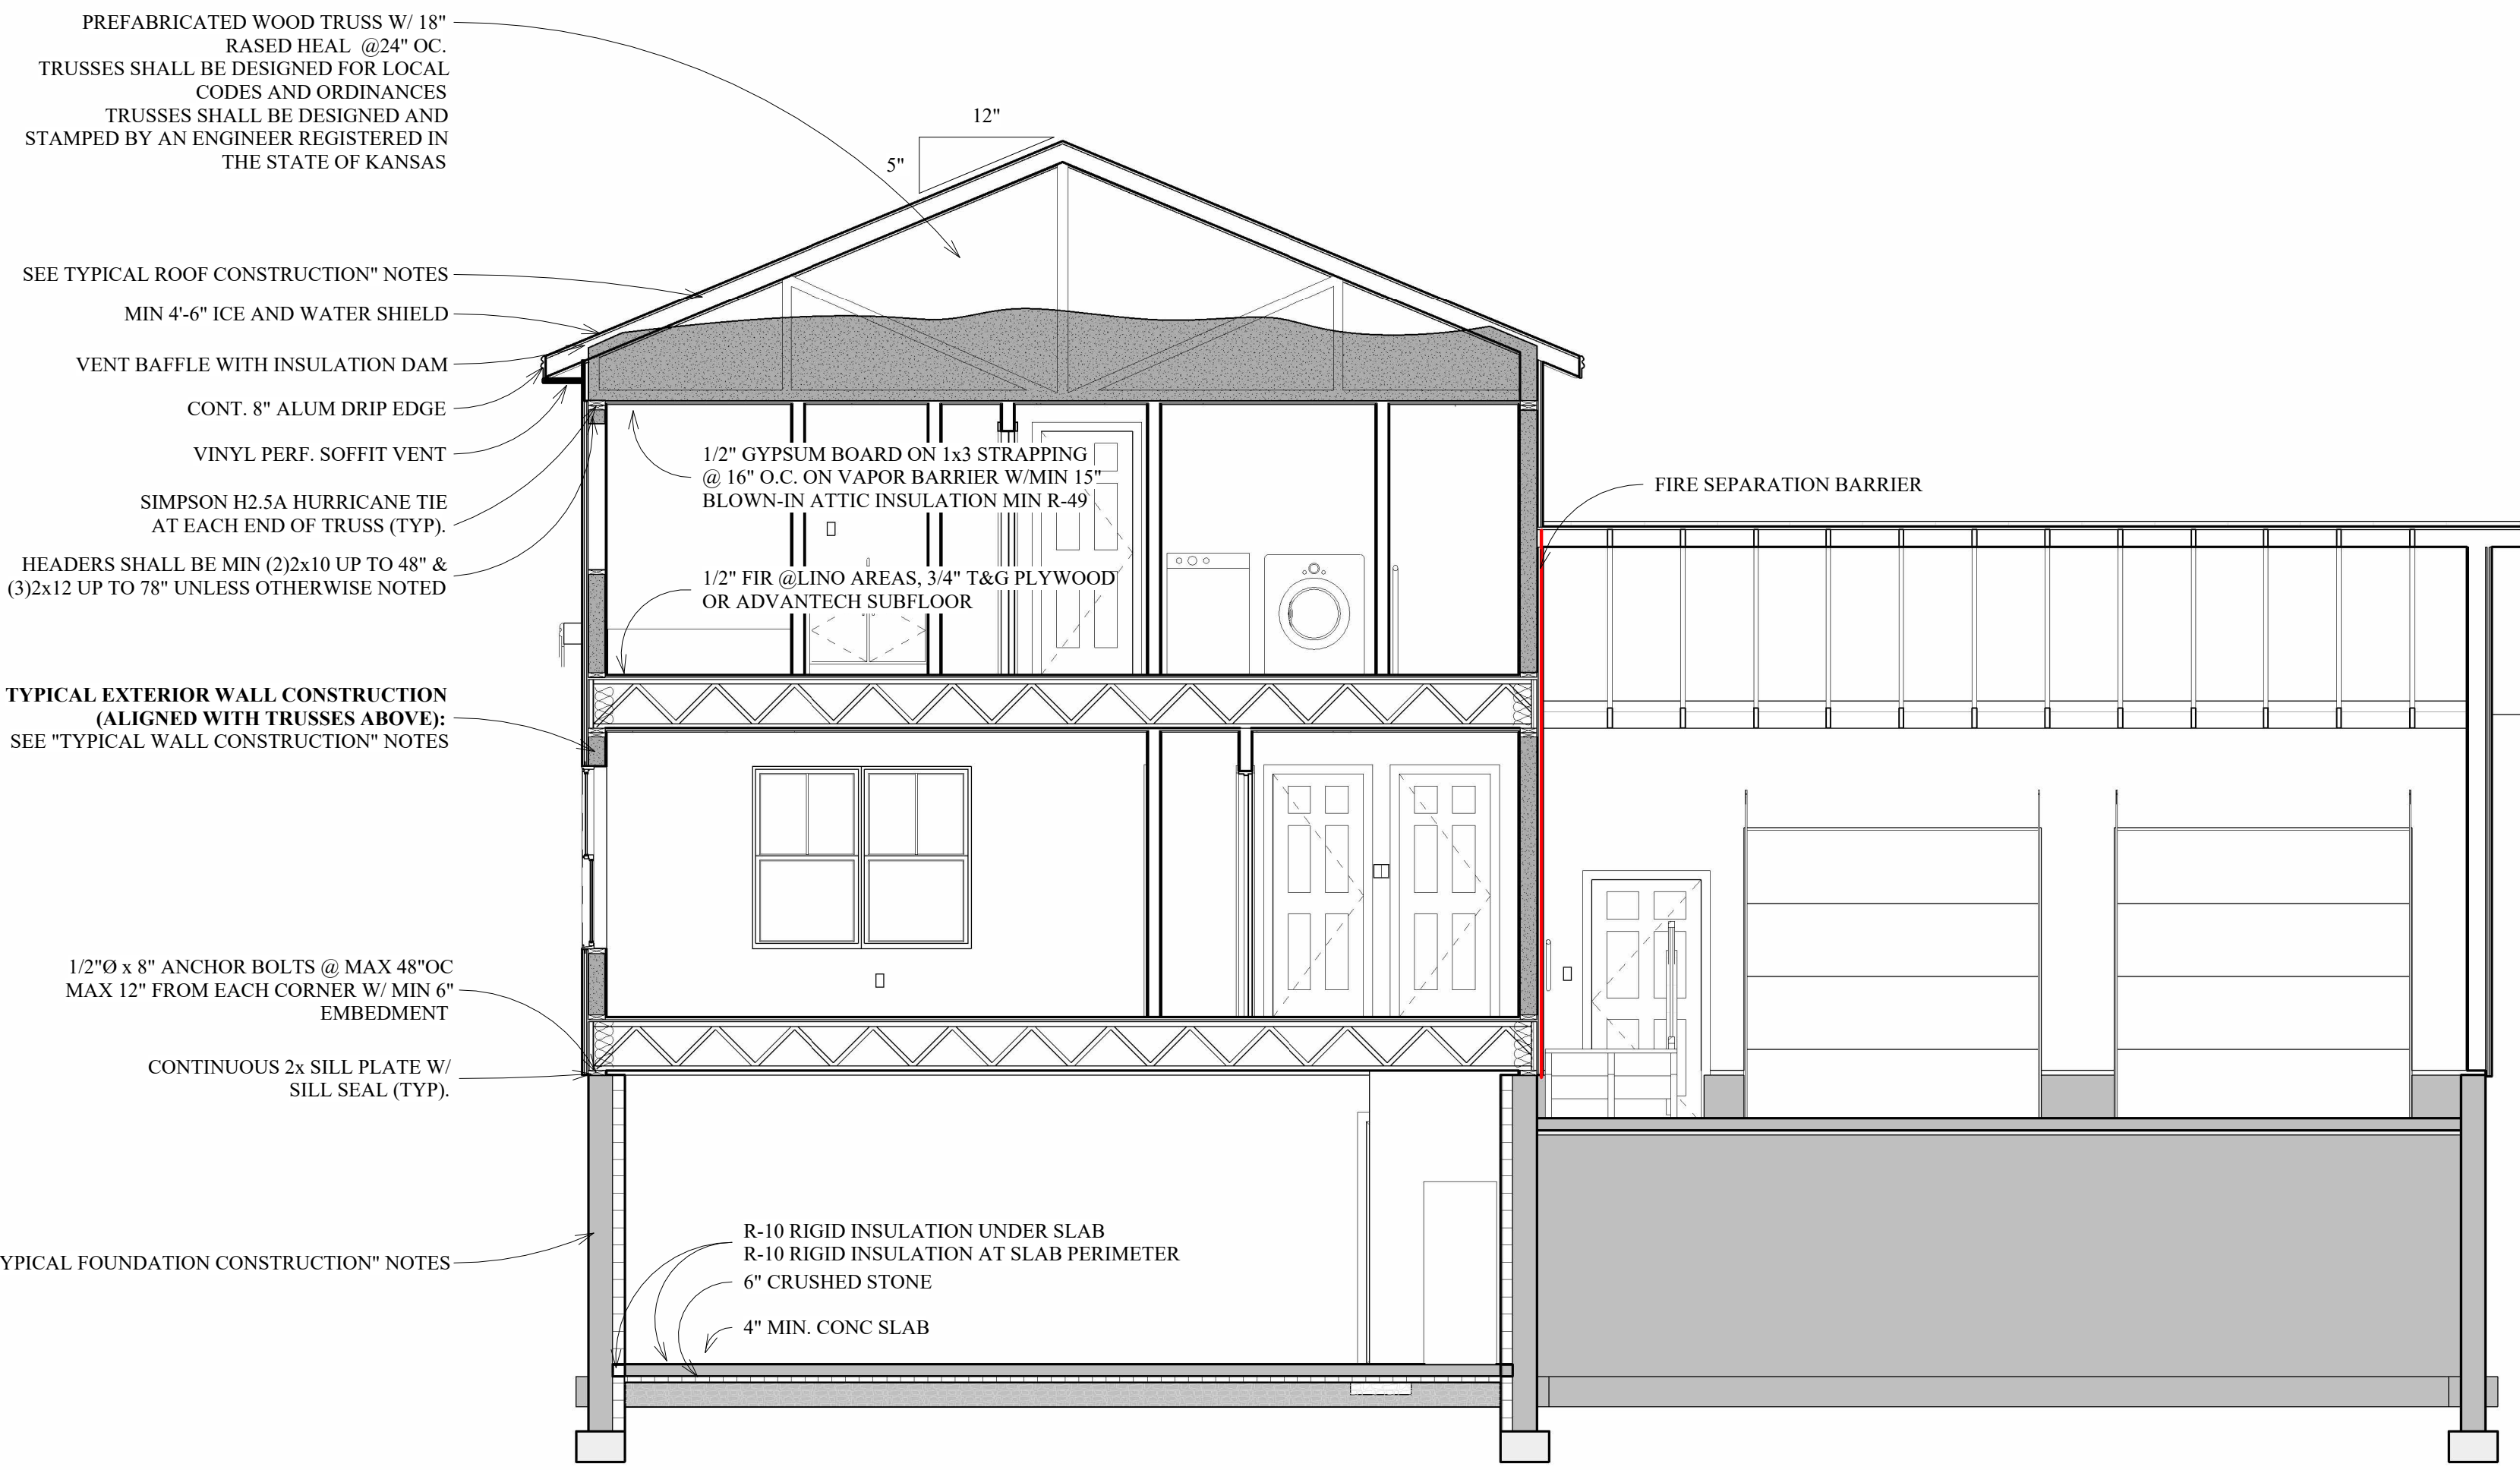 PREFABRICATED WOOD TRUSS W/ 18"
RASED HEAL @24" OC.
TRUSSES SHALL BE DESIGNED FOR LOCAL
CODES AND ORDINANCES
TRUSSES SHALL BE DESIGNED AND
STAMPED BY AN ENGINEER REGISTERED IN
THE STATE OF KANSAS
12"
5"
SEE TYPICAL ROOF CONSTRUCTION" NOTES
MIN 4'-6" ICE AND WATER SHIELD
VENT BAFFLE WITH INSULATION DAM
CONT. 8" ALUM DRIP EDGE
VINYL PERF. SOFFIT VENT
SIMPSON H2.5A HURRICANE TIE
AT EACH END OF TRUSS (TYP).
HEADERS SHALL BE MIN (2)2x10 UP TO 48" &
(3)2x12 UP TO 78" UNLESS OTHERWISE NOTED
1/2" GYPSUM BOARD ON 1x3 STRAPPING
@ 16" O.C. ON VAPOR BARRIER W/MIN 15"
BLOWN-IN ATTIC INSULATION MIN R-49
FIRE SEPARATION BARRIER
1/2" FIR @LINO AREAS, 3/4" T&G PLYWOOD
OR ADVANTECH SUBFLOOR
TYPICAL EXTERIOR WALL CONSTRUCTION
(ALIGNED WITH TRUSSES ABOVE):
SEE "TYPICAL WALL CONSTRUCTION" NOTES
1/2"Ø x 8" ANCHOR BOLTS @ MAX 48"OC
MAX 12" FROM EACH CORNER W/ MIN 6"
EMBEDMENT
CONTINUOUS 2x SILL PLATE W/
SILL SEAL (TYP).
YPICAL FOUNDATION CONSTRUCTION" NOTES
R-10 RIGID INSULATION UNDER SLAB
R-10 RIGID INSULATION AT SLAB PERIMETER
6" CRUSHED STONE
4" MIN. CONC SLAB